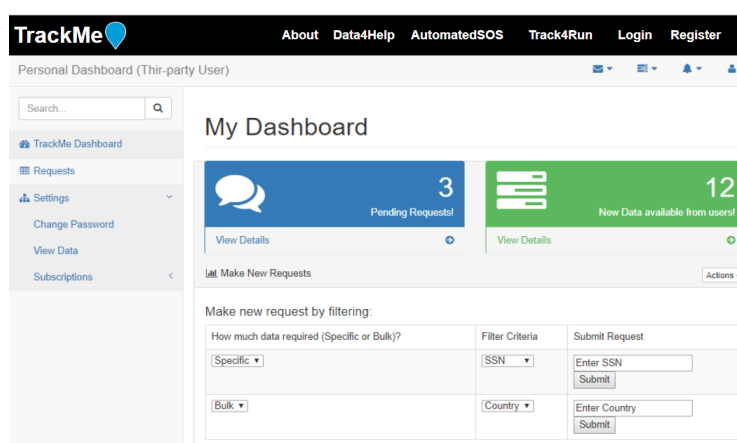 TrackMe
About Data4Help AutomatedSOS Track4Run Login Register
Personal Dashboard (Thir-party User)
Search...
TrackMe Dashboard
Requests
Settings
Change Password
View Data
Subscriptions
My Dashboard
3
Pending Requests!
View Details
12
New Data available from users!
View Details
Make New Requests
Actions
Make new request by filtering:
How much data required (Specific or Bulk)? Filter Criteria Submit Request
Specific SSN Enter SSN
Submit
Bulk Country Enter Country
Submit